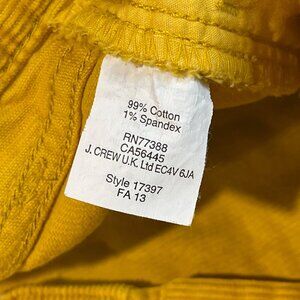 99% Cotton
1% Spandex
RN77388
CA56445
J. CREW U.K. Ltd EC4V 6JA
Style 17397
FA 13